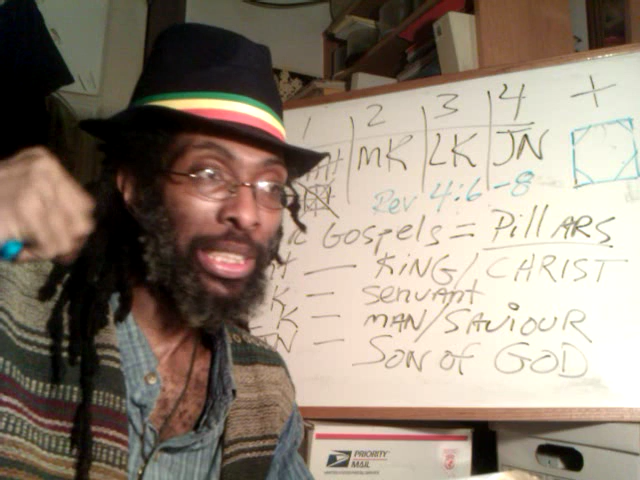 1 2 3 4 +
MK LK JN
Rev 4:6-8
Gospels = PillARS
— KiNG/CHRIST
— servant
— MAN/SAViOUR
— Son of GOD
PRIORITY
MAIL